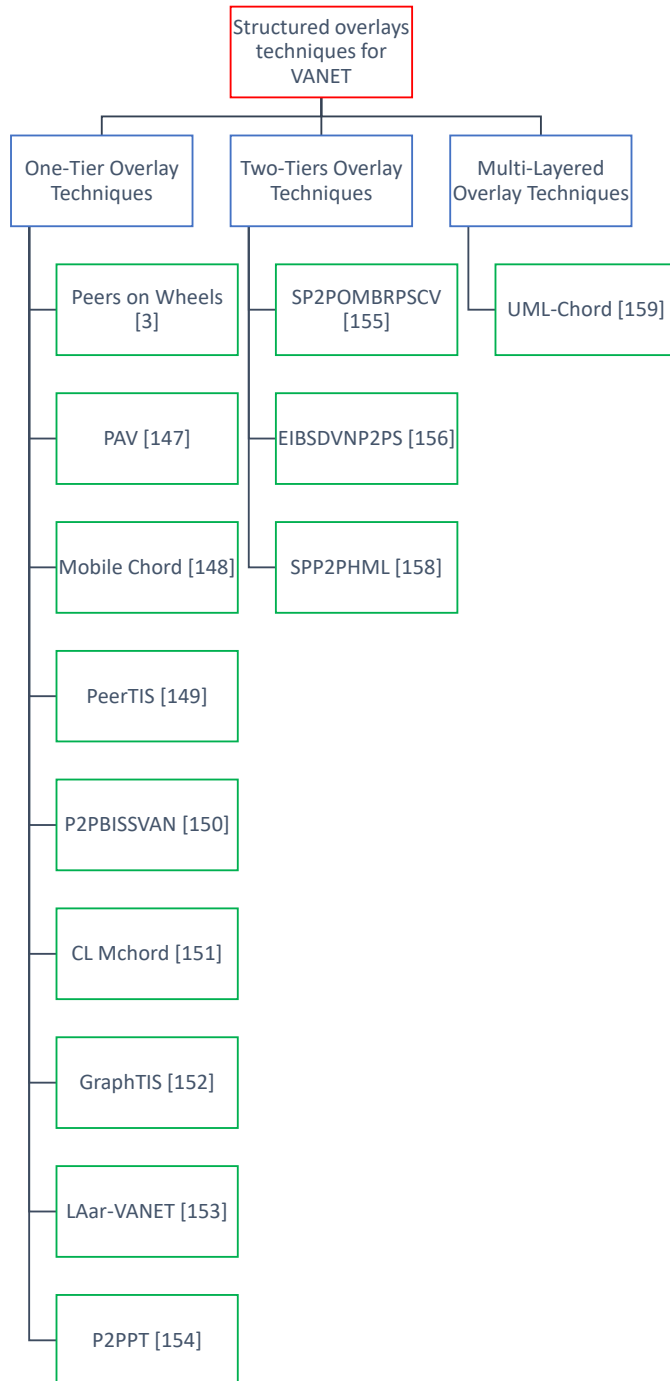 Structured overlays
techniques for
VANET
One-Tier Overlay
Techniques
Two-Tiers Overlay
Techniques
Multi-Layered
Overlay Techniques
Peers on Wheels
[3]
SP2POMBRPSCV
[155]
UML-Chord [159]
PAV [147]
EIBSDVNP2PS [156]
Mobile Chord [148]
SPP2PHML [158]
PeerTIS [149]
P2PBISSVAN [150]
CL Mchord [151]
GraphTIS [152]
LAar-VANET [153]
P2PPT [154]